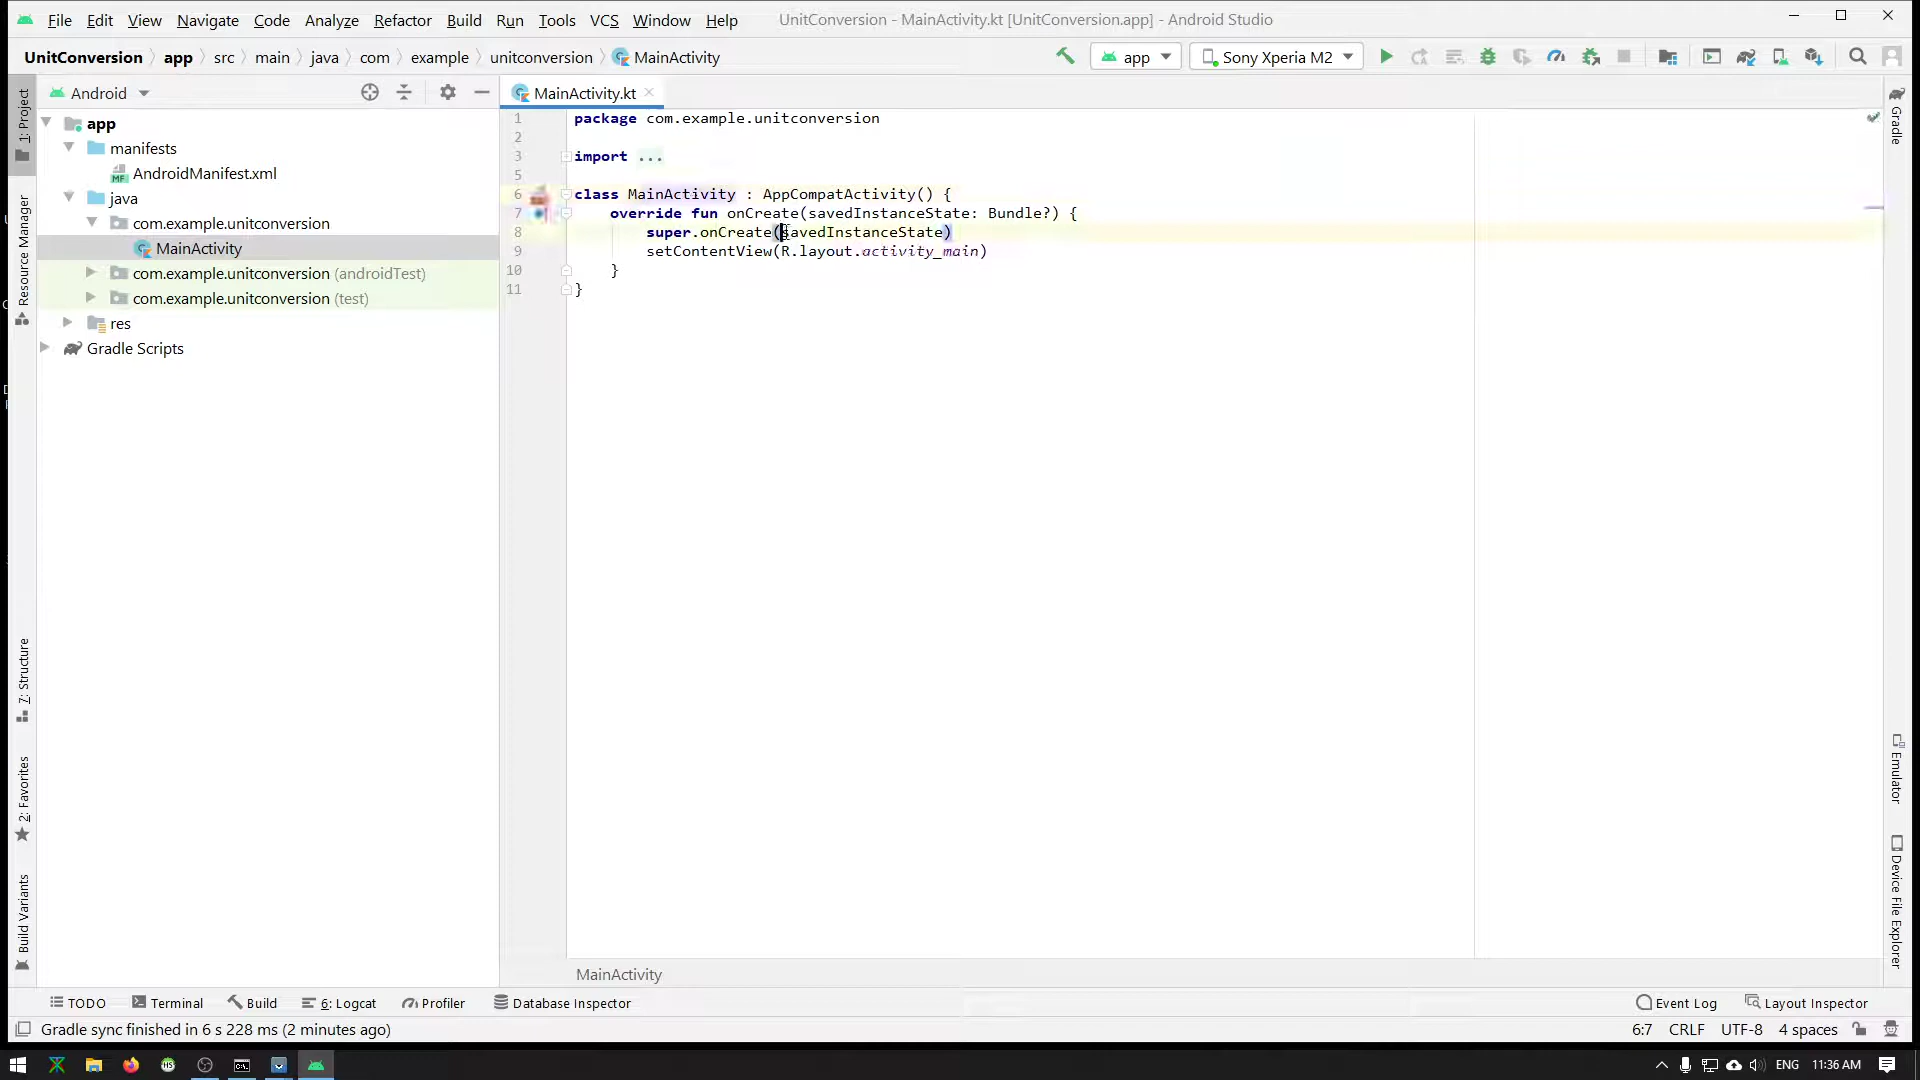 File Edit View Navigate Code Analyze Refactor Build Run Tools VCS Window Help UnitConversion - MainActivity.kt [UnitConversion.app] - Android Studio
UnitConversion app src main java com example unitconversion MainActivity app Sony Xperia M2
Android MainActivity.kt
1: Project
Resource Manager
7: Structure
2: Favorites
Build Variants
app
manifests
AndroidManifest.xml
java
com.example.unitconversion
MainActivity
com.example.unitconversion (androidTest)
com.example.unitconversion (test)
res
Gradle Scripts
1 package com.example.unitconversion
2
3 import ...
5
6 class MainActivity : AppCompatActivity() {
7 override fun onCreate(savedInstanceState: Bundle?) {
8 super.onCreate(savedInstanceState)
9 setContentView(R.layout.activity_main)
10 }
11 }
Gradle
Emulator
Device File Explorer
MainActivity
TODO Terminal Build 6: Logcat Profiler Database Inspector Event Log Layout Inspector
Gradle sync finished in 6 s 228 ms (2 minutes ago) 6:7 CRLF UTF-8 4 spaces
ENG 11:36 AM